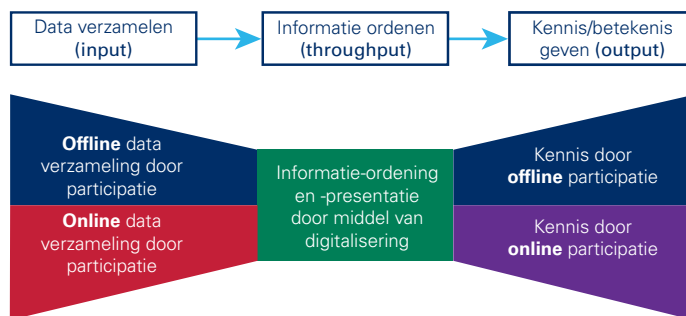 Data verzamelen
(input)
Informatie ordenen
(throughput)
Kennis/betekenis
geven (output)
Offline data
verzameling door
participatie
Online data
verzameling door
participatie
Informatie-ordening
en -presentatie
door middel van
digitalisering
Kennis door
offline participatie
Kennis door
online participatie